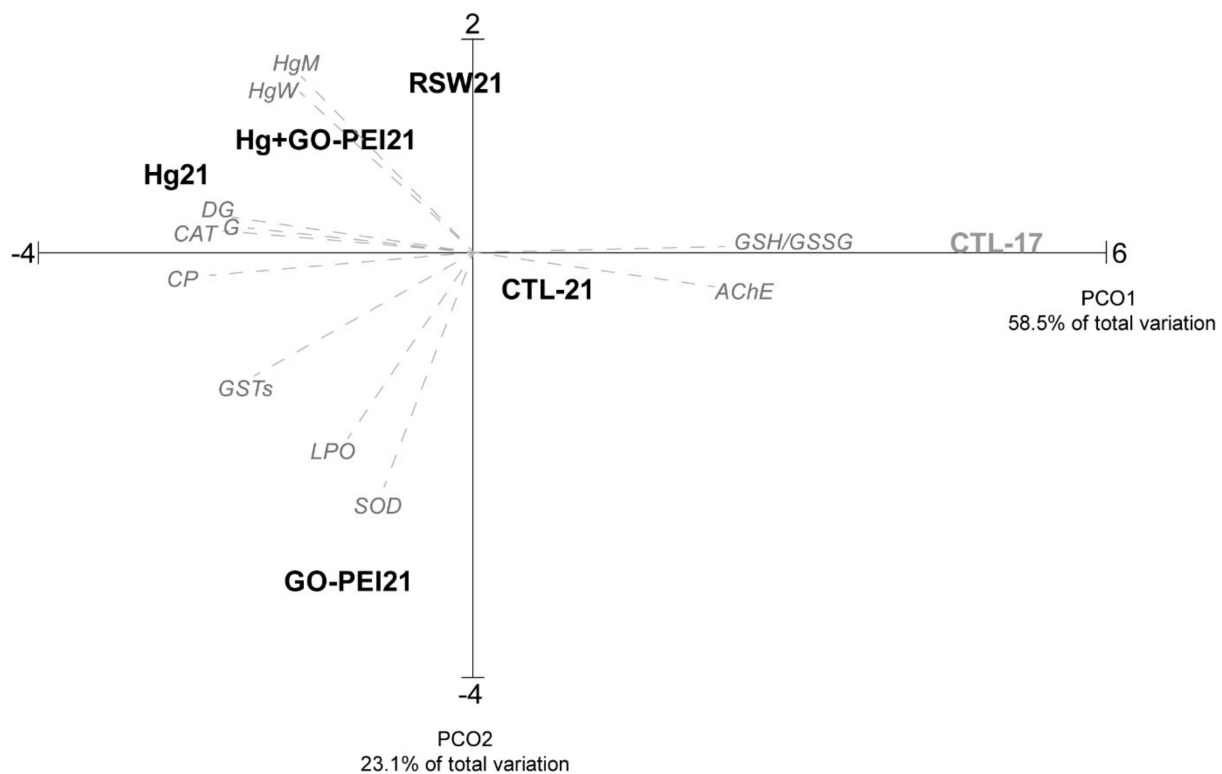 2
HgM
RSW21
HgW
Hg+GO-PEI21
Hg21
DG
G
CAT
GSH/GSSG
CTL-17
-4
6
CP
CTL-21
AChE
PCO1
58.5% of total variation
GSTs
LPO
SOD
GO-PEI21
-4
PCO2
23.1% of total variation